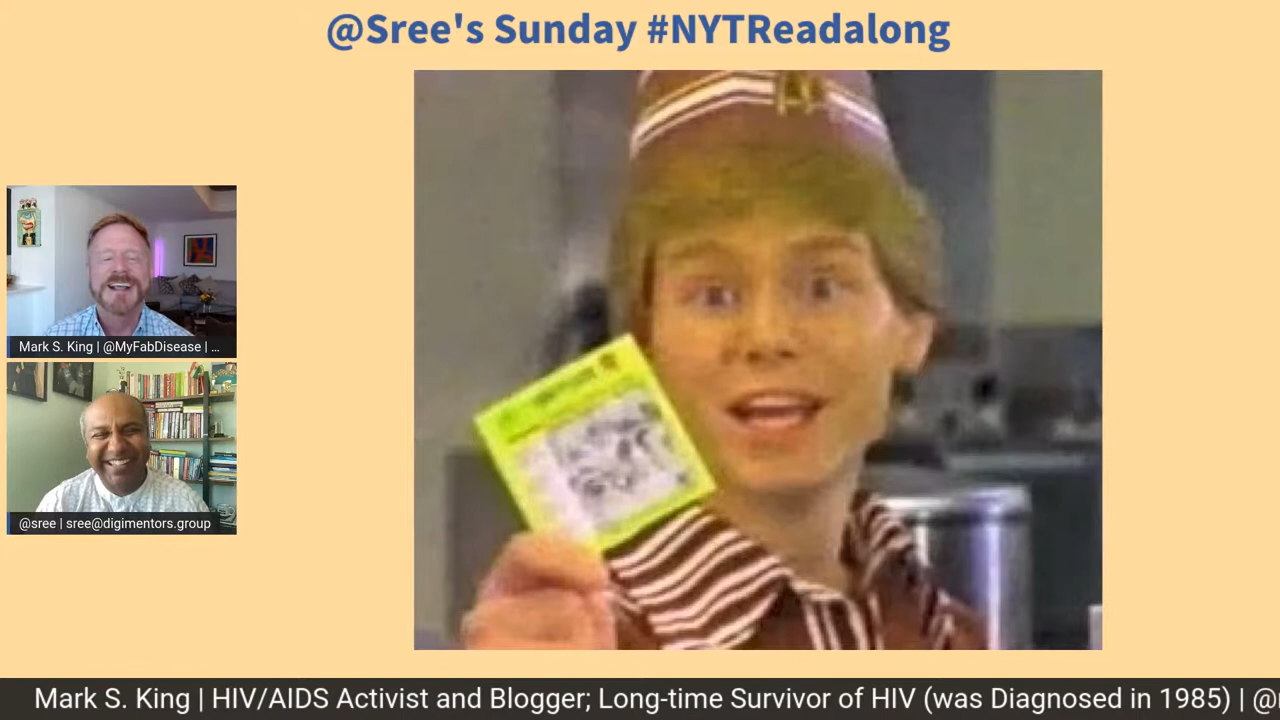 @Sree's Sunday #NYTReadalong
Mark S. King | @MyFabDisease | ...
@sree | sree@digimentors.group
Mark S. King | HIV/AIDS Activist and Blogger; Long-time Survivor of HIV (was Diagnosed in 1985) | @